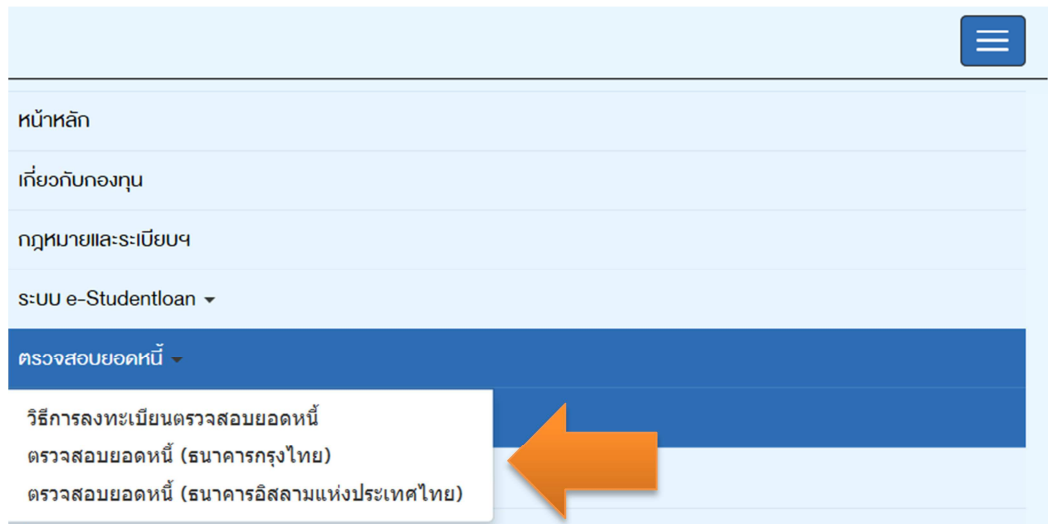 หน้าหลัก
เกี่ยวกับกองทุน
กฎหมายและระเบียบฯ
ระบบ e-Studentloan
ตรวจสอบยอดหนี้
วิธีการลงทะเบียนตรวจสอบยอดหนี้
ตรวจสอบยอดหนี้ (ธนาคารกรุงไทย)
ตรวจสอบยอดหนี้ (ธนาคารอิสลามแห่งประเทศไทย)